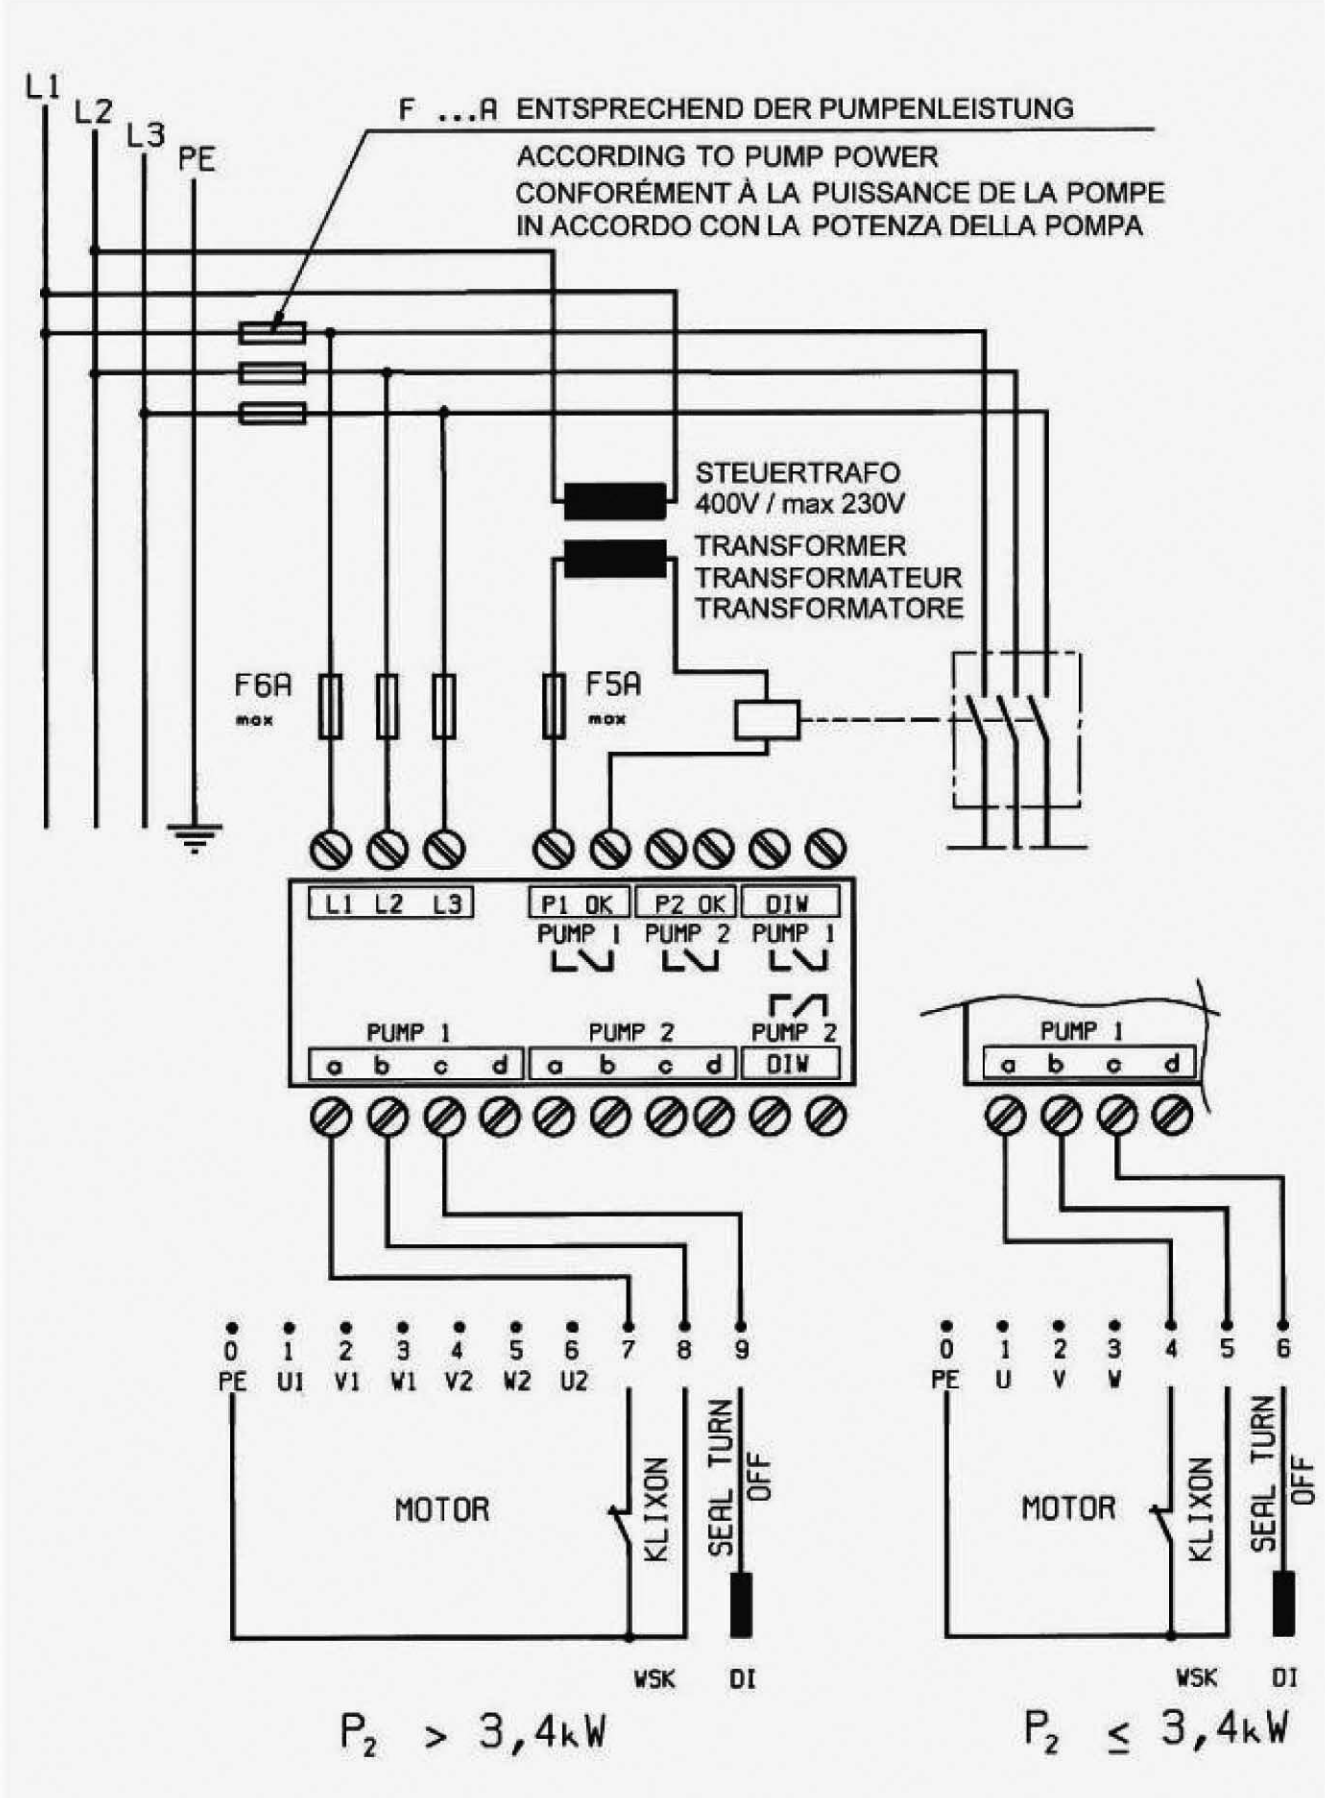 L1
L2
L3
PE
F ...A ENTSPRECHEND DER PUMPENLEISTUNG
ACCORDING TO PUMP POWER
CONFORÉMENT À LA PUISSANCE DE LA POMPE
IN ACCORDO CON LA POTENZA DELLA POMPA
STEUERTRAFO
400V / max 230V
TRANSFORMER
TRANSFORMATEUR
TRANSFORMATORE
F6A
max
F5A
max
L1 L2 L3
P1 OK
P2 OK
DIW
PUMP 1
PUMP 2
PUMP 1
PUMP 1
PUMP 2
PUMP 2
a b c d
a b c d
DIW
PUMP 1
a b c d
0 1 2 3 4 5 6 7 8 9
PE U1 V1 W1 V2 W2 U2
MOTOR
KLIXON
SEAL TURN
OFF
WSK
DI
P2 > 3,4kW
0 1 2 3 4 5 6
PE U V W
MOTOR
KLIXON
SEAL TURN
OFF
WSK
DI
P2 ≤ 3,4kW